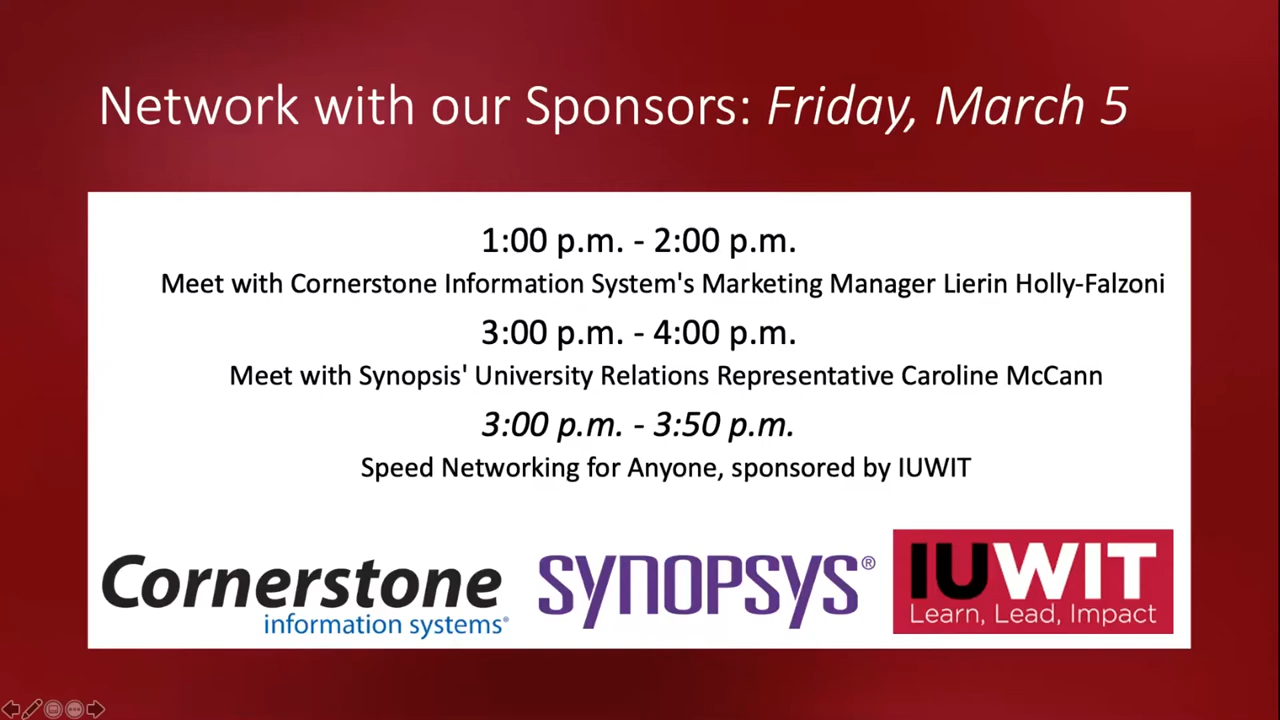 Network with our Sponsors: Friday, March 5
1:00 p.m. - 2:00 p.m.
Meet with Cornerstone Information System's Marketing Manager Lierin Holly-Falzoni
3:00 p.m. - 4:00 p.m.
Meet with Synopsis' University Relations Representative Caroline McCann
3:00 p.m. - 3:50 p.m.
Speed Networking for Anyone, sponsored by IUWIT
Cornerstone
information systems®
SYNOPSYS®
IUWIT
Learn, Lead, Impact